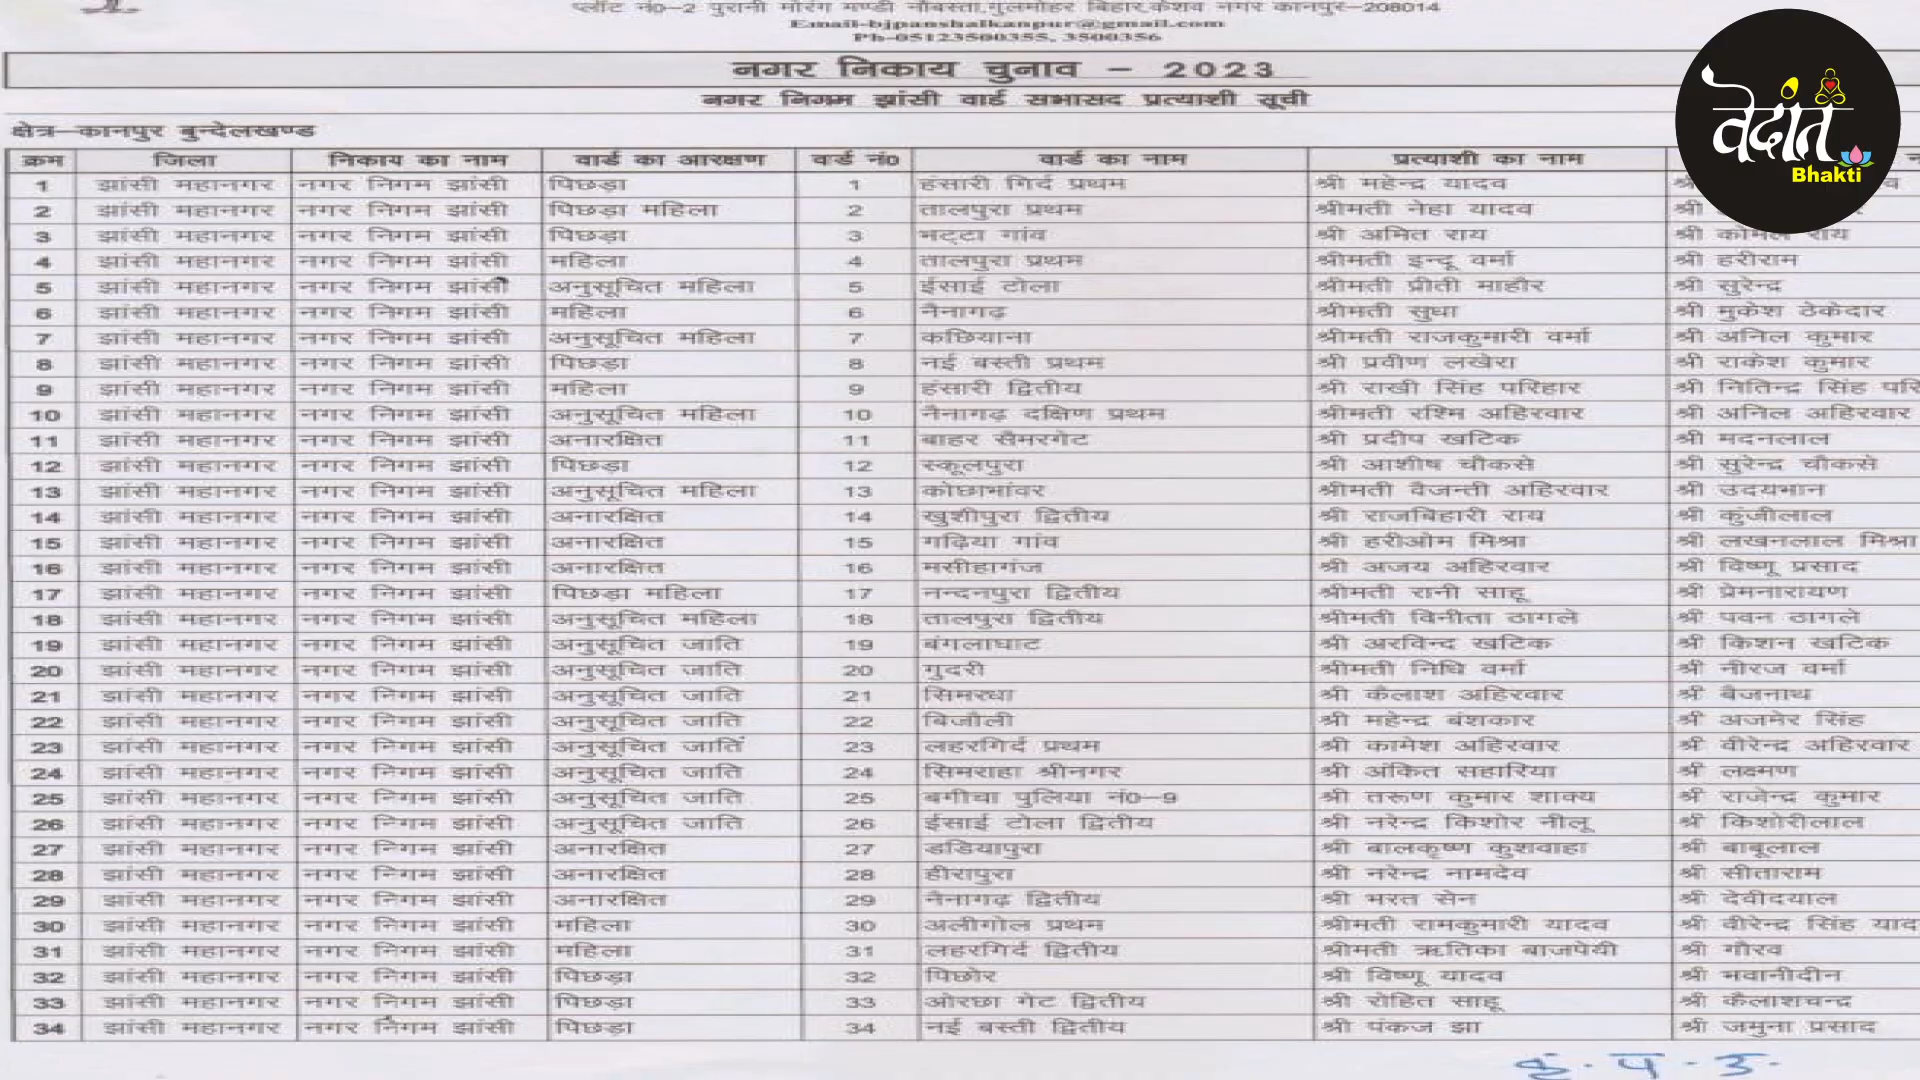 प्लॉट नं0-2 पुरानी मोरंग मण्डी नौबस्ता,गुलमोहर बिहार,केशव नगर कानपुर-208014
Email-bjpanshalkanpur@gmail.com
Ph-05123500355, 3500356
नगर निकाय चुनाव - 2023
नगर निगम झांसी वार्ड सभासद प्रत्याशी सूची
क्षेत्र-कानपुर बुन्देलखण्ड
क्रम जिला निकाय का नाम वार्ड का आरक्षण वार्ड नं0 वार्ड का नाम प्रत्याशी का नाम
1 झांसी महानगर नगर निगम झांसी पिछड़ा 1 हंसारी गिर्द प्रथम श्री महेन्द्र यादव
2 झांसी महानगर नगर निगम झांसी पिछड़ा महिला 2 तालपुरा प्रथम श्रीमती नेहा यादव श्री
3 झांसी महानगर नगर निगम झांसी पिछड़ा 3 भट्टा गांव श्री अमित राय श्री कोमल राय
4 झांसी महानगर नगर निगम झांसी महिला 4 तालपुरा प्रथम श्रीमती इन्दू वर्मा श्री हरीराम
5 झांसी महानगर नगर निगम झांसी अनुसूचित महिला 5 ईसाई टोला श्रीमती प्रीती माहौर श्री सुरेन्द्र
6 झांसी महानगर नगर निगम झांसी महिला 6 नैनागढ़ श्रीमती सुधा श्री मुकेश ठेकेदार
7 झांसी महानगर नगर निगम झांसी अनुसूचित महिला 7 कछियाना श्रीमती राजकुमारी वर्मा श्री अनिल कुमार
8 झांसी महानगर नगर निगम झांसी पिछड़ा 8 नई बस्ती प्रथम श्री प्रवीण लखेरा श्री राकेश कुमार
9 झांसी महानगर नगर निगम झांसी महिला 9 हंसारी द्वितीय श्री राखी सिंह परिहार श्री नितिन्द्र सिंह परि
10 झांसी महानगर नगर निगम झांसी अनुसूचित महिला 10 नैनागढ़ दक्षिण प्रथम श्रीमती रश्मि अहिरवार श्री अनिल अहिरवार
11 झांसी महानगर नगर निगम झांसी अनारक्षित 11 बाहर सैमरगेट श्री प्रदीप खटिक श्री मदनलाल
12 झांसी महानगर नगर निगम झांसी पिछड़ा 12 स्कूलपुरा श्री आशीष चौकसे श्री सुरेन्द्र चौकसे
13 झांसी महानगर नगर निगम झांसी अनुसूचित महिला 13 कोछाभांवर श्रीमती वैजन्ती अहिरवार श्री उदयभान
14 झांसी महानगर नगर निगम झांसी अनारक्षित 14 खुशीपुरा द्वितीय श्री राजबिहारी राय श्री कुंजीलाल
15 झांसी महानगर नगर निगम झांसी अनारक्षित 15 गढ़िया गांव श्री हरीओम मिश्रा श्री लखनलाल मिश्रा
16 झांसी महानगर नगर निगम झांसी अनारक्षित 16 मसीहागंज श्री अजय अहिरवार श्री विष्णू प्रसाद
17 झांसी महानगर नगर निगम झांसी पिछड़ा महिला 17 नन्दनपुरा द्वितीय श्रीमती रानी साहू श्री प्रेमनारायण
18 झांसी महानगर नगर निगम झांसी अनुसूचित महिला 18 तालपुरा द्वितीय श्रीमती विनीता ठागले श्री पवन ठागले
19 झांसी महानगर नगर निगम झांसी अनुसूचित जाति 19 बंगलाघाट श्री अरविन्द खटिक श्री किशन खटिक
20 झांसी महानगर नगर निगम झांसी अनुसूचित जाति 20 गुदरी श्रीमती निधि वर्मा श्री नीरज वर्मा
21 झांसी महानगर नगर निगम झांसी अनुसूचित जाति 21 सिमरधा श्री कैलाश अहिरवार श्री बैजनाथ
22 झांसी महानगर नगर निगम झांसी अनुसूचित जाति 22 बिजौली श्री महेन्द्र बंशकार श्री अजमेर सिंह
23 झांसी महानगर नगर निगम झांसी अनुसूचित जाति 23 लहरगिर्द प्रथम श्री कामेश अहिरवार श्री वीरेन्द्र अहिरवार
24 झांसी महानगर नगर निगम झांसी अनुसूचित जाति 24 सिमराहा श्रीनगर श्री अंकित सहारिया श्री लक्ष्मण
25 झांसी महानगर नगर निगम झांसी अनुसूचित जाति 25 बगीचा पुलिया नं0-9 श्री तरूण कुमार शाक्य श्री राजेन्द्र कुमार
26 झांसी महानगर नगर निगम झांसी अनुसूचित जाति 26 ईसाई टोला द्वितीय श्री नरेन्द्र किशोर नीलू श्री किशोरीलाल
27 झांसी महानगर नगर निगम झांसी अनारक्षित 27 डडियापुरा श्री बालकृष्ण कुशवाहा श्री बाबूलाल
28 झांसी महानगर नगर निगम झांसी अनारक्षित 28 हीरापुरा श्री नरेन्द्र नामदेव श्री सीताराम
29 झांसी महानगर नगर निगम झांसी अनारक्षित 29 नैनागढ़ द्वितीय श्री भरत सेन श्री देवीदयाल
30 झांसी महानगर नगर निगम झांसी महिला 30 अलीगोल प्रथम श्रीमती रामकुमारी यादव श्री वीरेन्द्र सिंह याद
31 झांसी महानगर नगर निगम झांसी महिला 31 लहरगिर्द द्वितीय श्रीमती ऋतिका बाजपेयी श्री गौरव
32 झांसी महानगर नगर निगम झांसी पिछड़ा 32 पिछोर श्री विष्णू यादव श्री भवानीदीन
33 झांसी महानगर नगर निगम झांसी पिछड़ा 33 ओरछा गेट द्वितीय श्री रोहित साहू श्री कैलाशचन्द्र
34 झांसी महानगर नगर निगम झांसी पिछड़ा 34 नई बस्ती द्वितीय श्री पंकज झा श्री जमुना प्रसाद
वेदांत
Bhakti